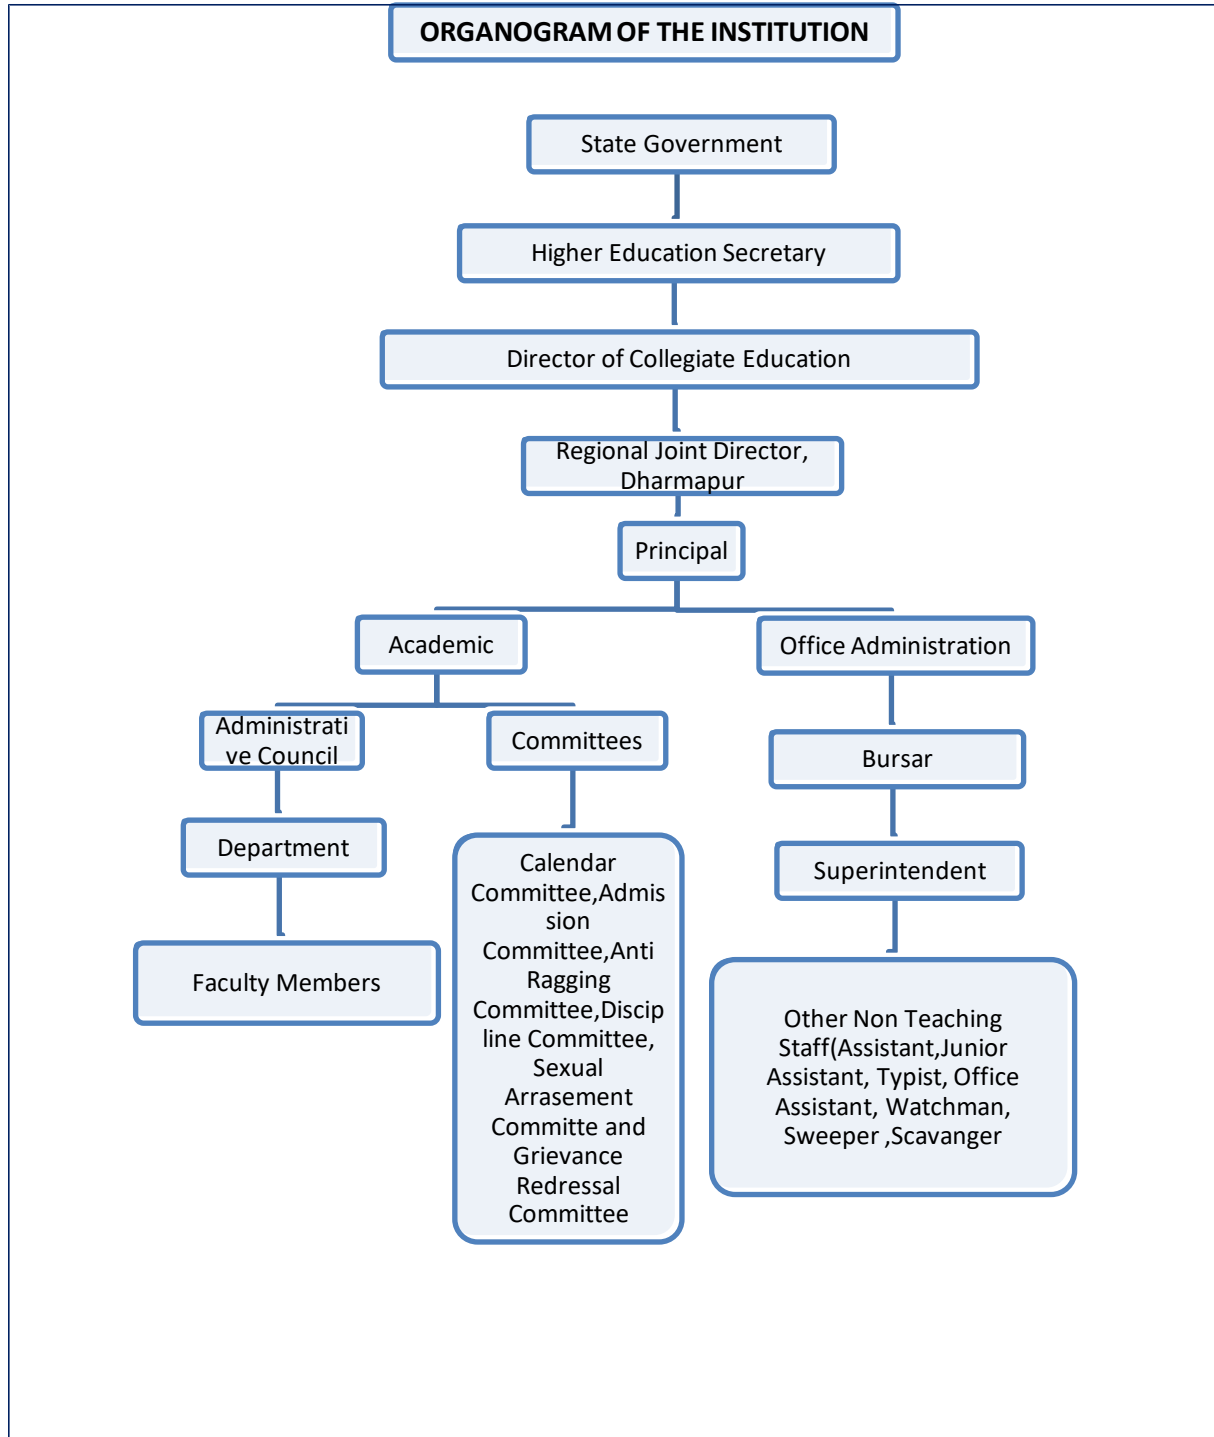 ORGANOGRAM OF THE INSTITUTION
State Government
Higher Education Secretary
Director of Collegiate Education
Regional Joint Director,
Dharmapur
Principal
Academic
Office Administration
Administrati
ve Council
Committees
Bursar
Department
Superintendent
Faculty Members
Calendar
Committee,Admis
sion
Committee,Anti
Ragging
Committee,Discip
line Committee,
Sexual
Arrasement
Committe and
Grievance
Redressal
Committee
Other Non Teaching
Staff(Assistant,Junior
Assistant, Typist, Office
Assistant, Watchman,
Sweeper ,Scavanger